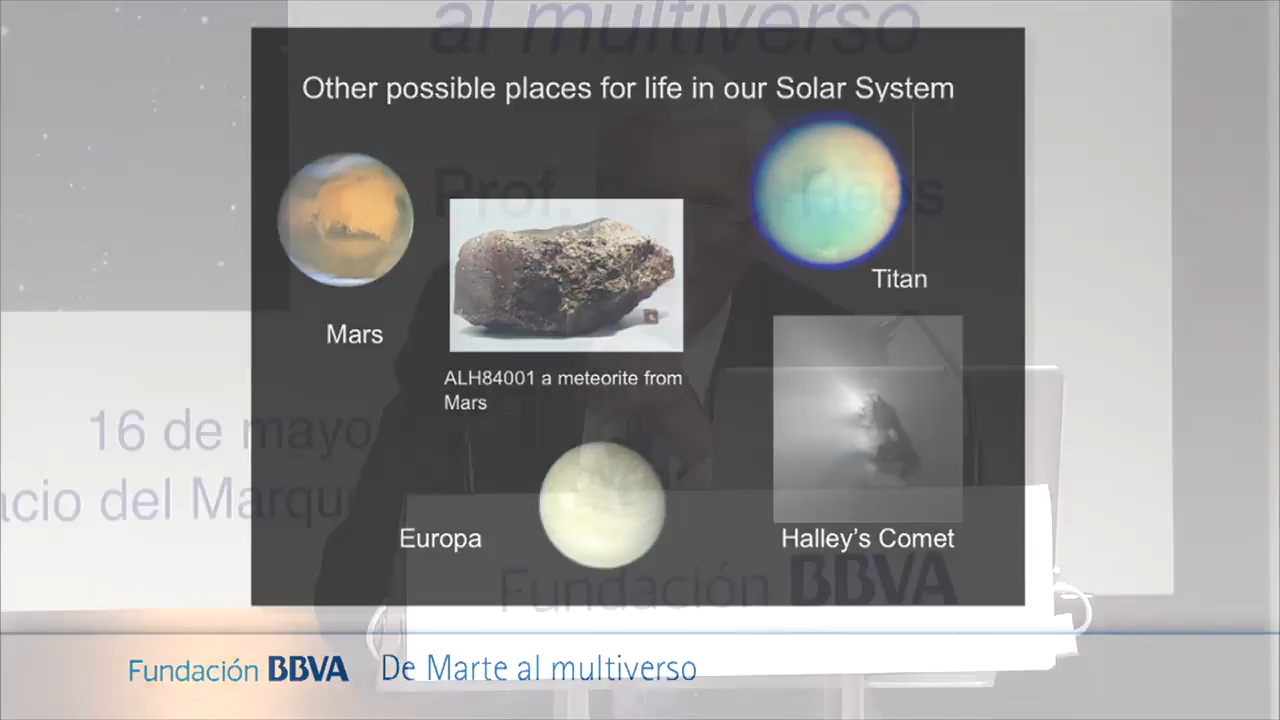 al multiverso
Other possible places for life in our Solar System
Prof.
Titan
Mars
ALH84001 a meteorite from
Mars
16 de mayo
acio del Marqu
Europa
Halley's Comet
Fundación BBVA
Fundación BBVA De Marte al multiverso